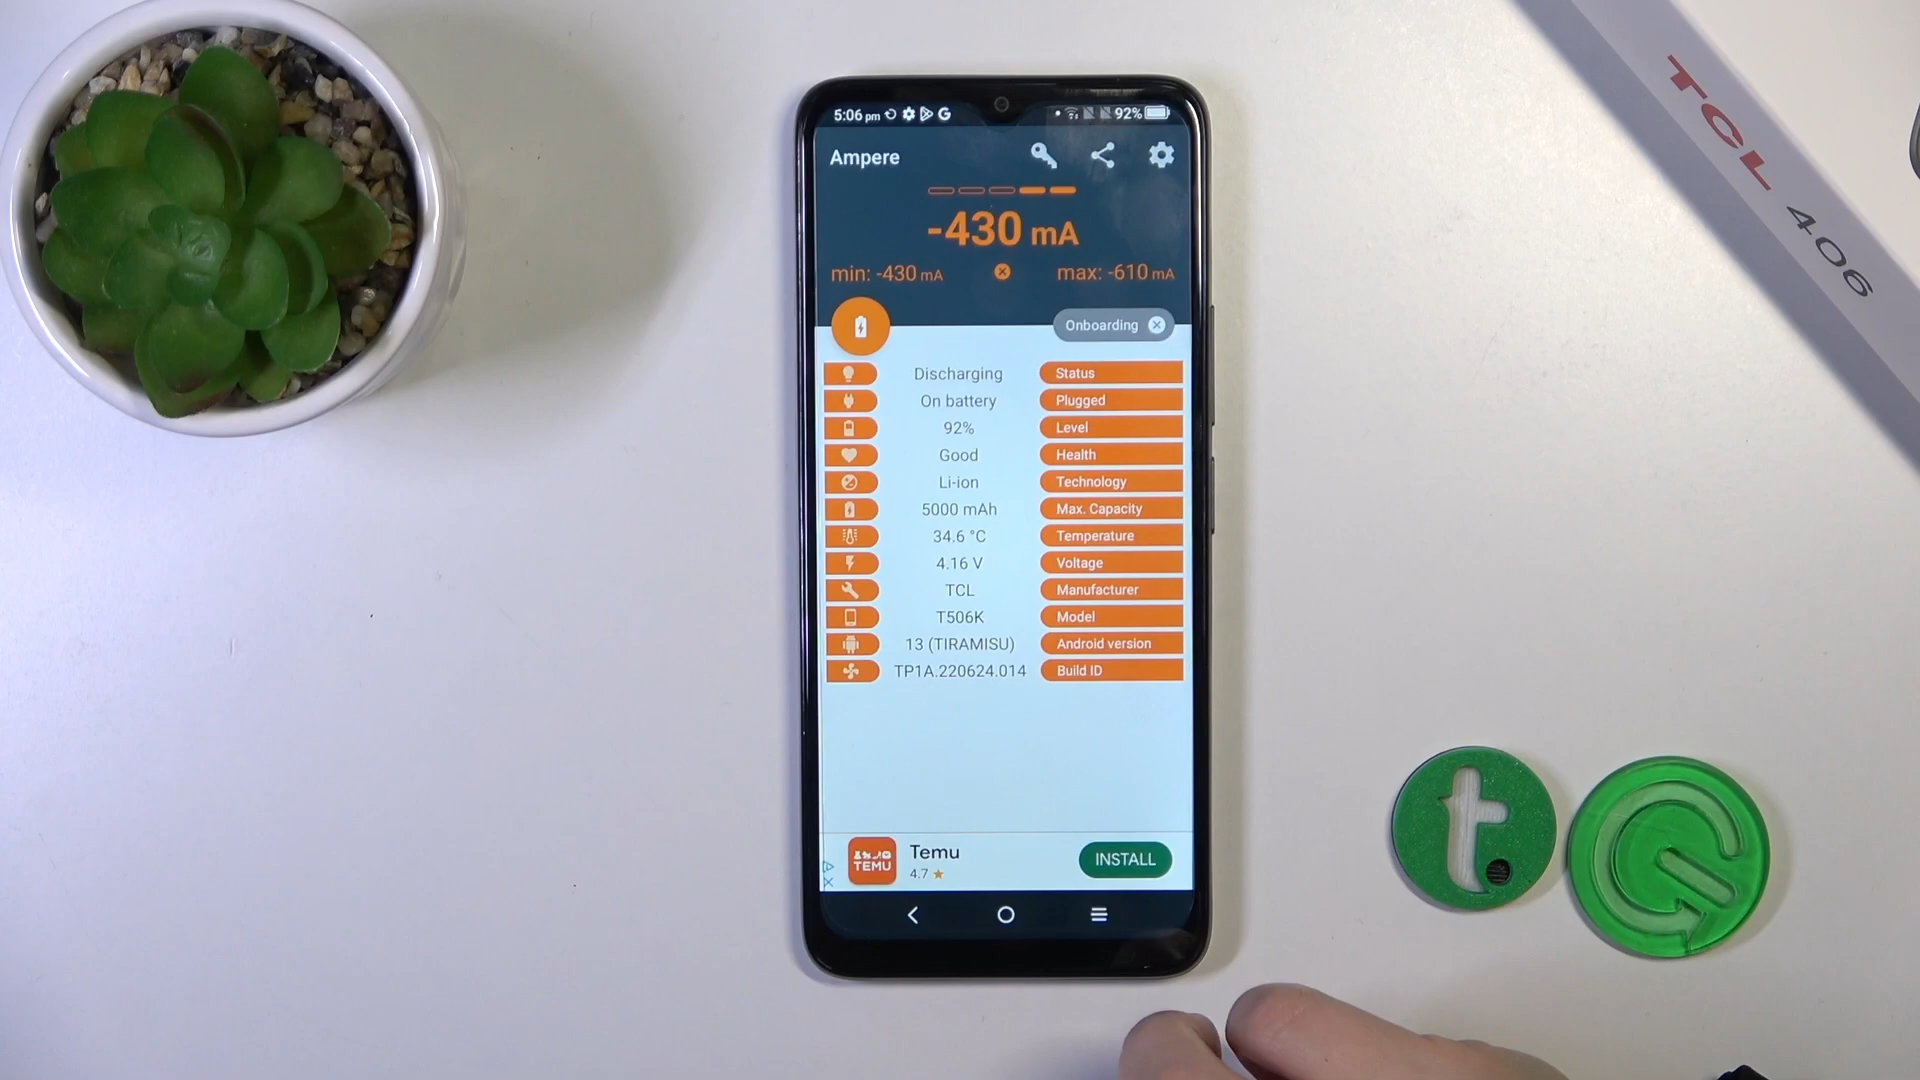 5:06 pm G 92%
Ampere
-430 mA
min: -430 mA max: -610 mA
Onboarding
Discharging Status
On battery Plugged
92% Level
Good Health
Li-ion Technology
5000 mAh Max. Capacity
34.6 °C Temperature
4.16 V Voltage
TCL Manufacturer
T506K Model
13 (TIRAMISU) Android version
TP1A.220624.014 Build ID
TEMU
Temu
4.7 ★
INSTALL
TCL 406
t.